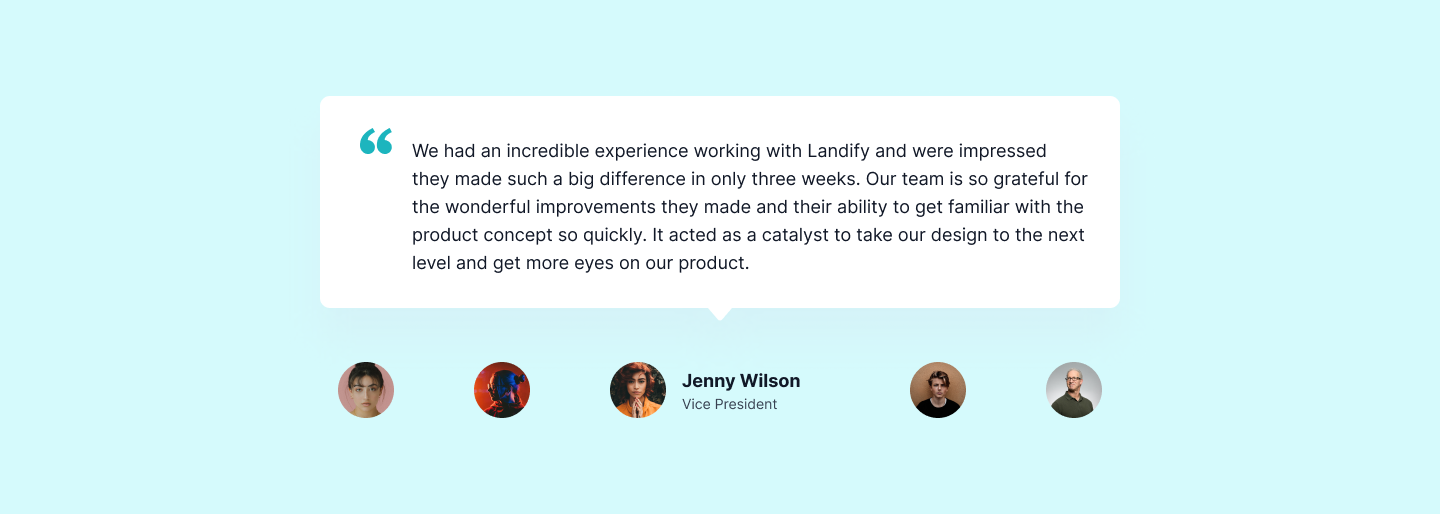 We had an incredible experience working with Landify and were impressed
they made such a big difference in only three weeks. Our team is so grateful for
the wonderful improvements they made and their ability to get familiar with the
product concept so quickly. It acted as a catalyst to take our design to the next
level and get more eyes on our product.
Jenny Wilson
Vice President